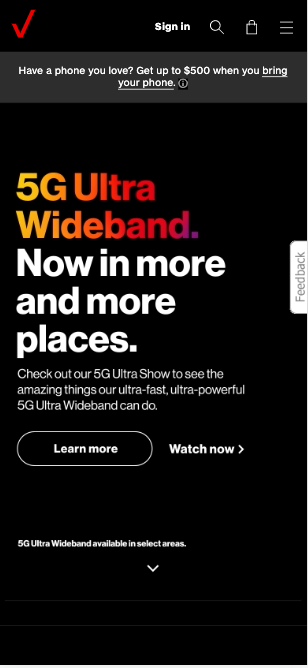 Sign in
Have a phone you love? Get up to $500 when you bring
your phone.
5G Ultra
Wideband.
Now in more
and more
places.
Feedback
Check out our 5G Ultra Show to see the
amazing things our ultra-fast, ultra-powerful
5G Ultra Wideband can do.
Learn more
Watch now
5G Ultra Wideband available in select areas.